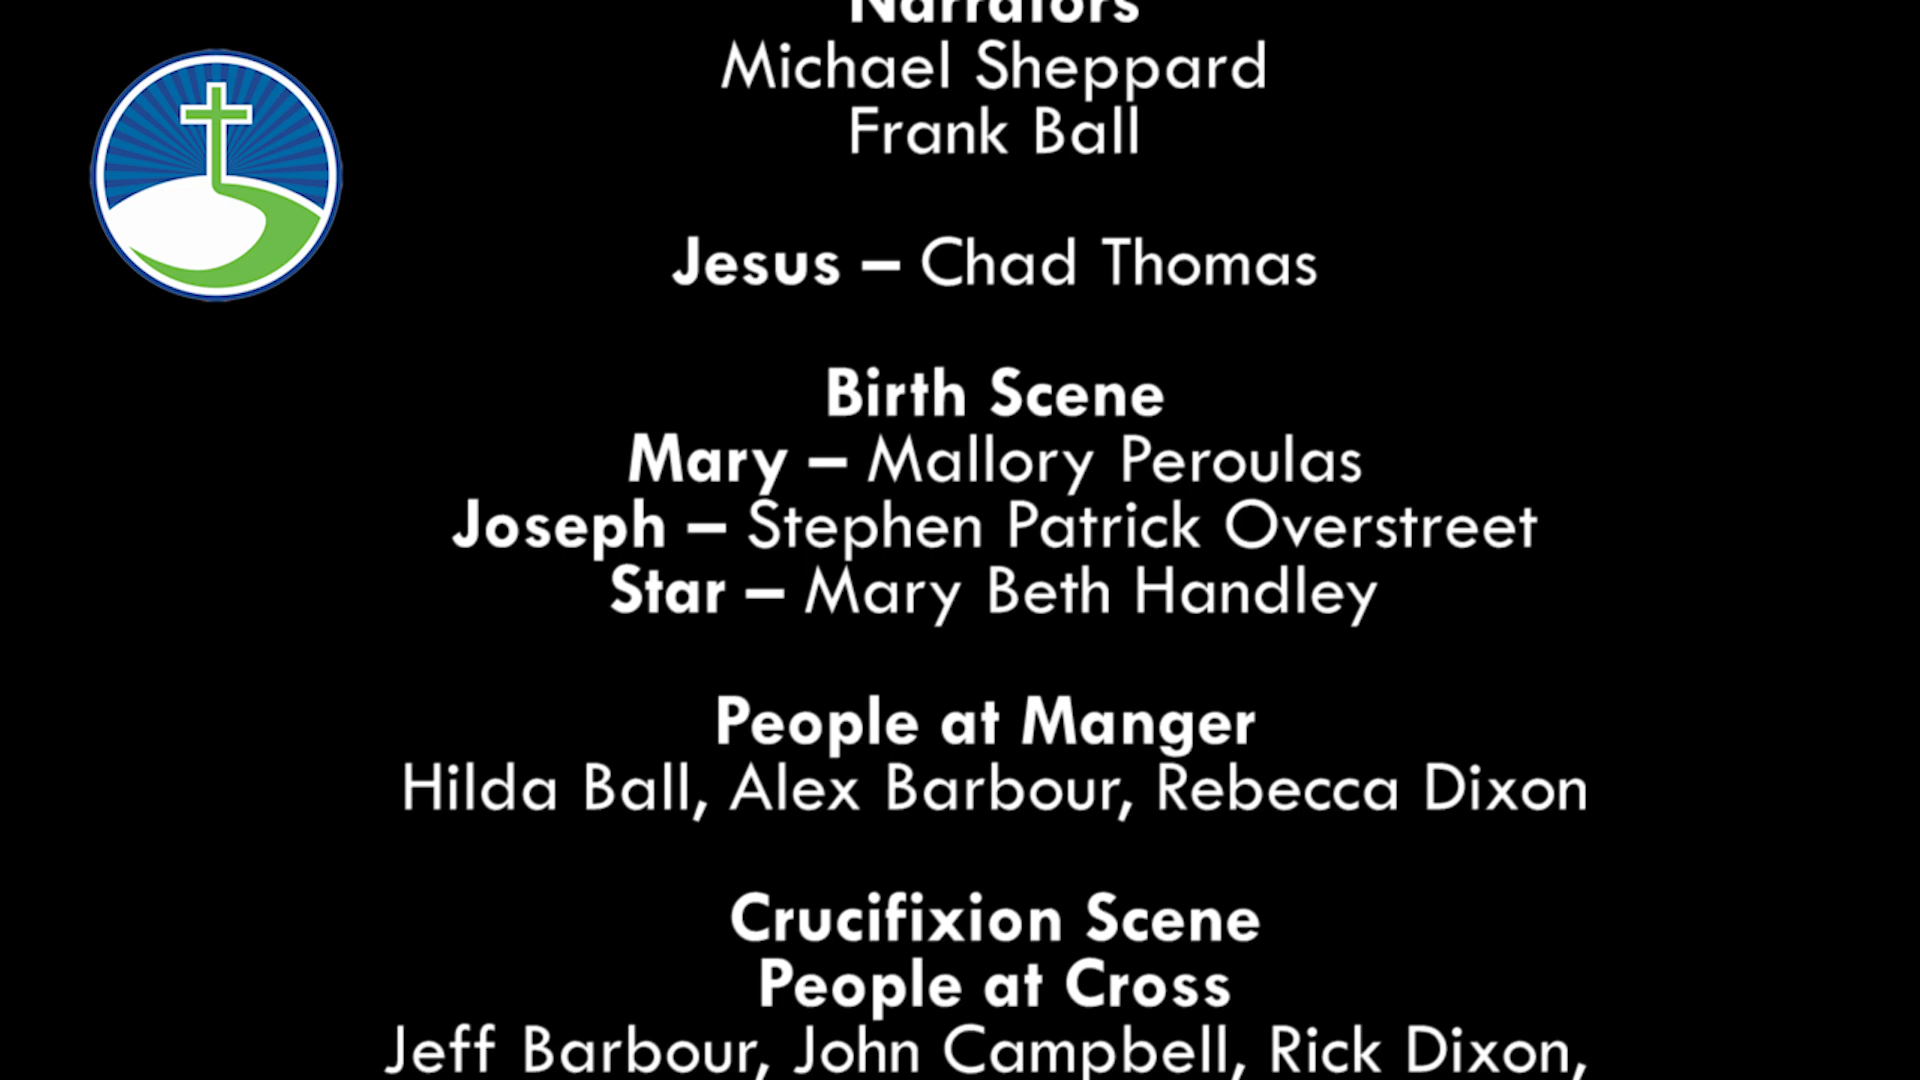 Narrators
Michael Sheppard
Frank Ball
Jesus – Chad Thomas
Birth Scene
Mary – Mallory Peroulas
Joseph – Stephen Patrick Overstreet
Star – Mary Beth Handley
People at Manger
Hilda Ball, Alex Barbour, Rebecca Dixon
Crucifixion Scene
People at Cross
Jeff Barbour, John Campbell, Rick Dixon,